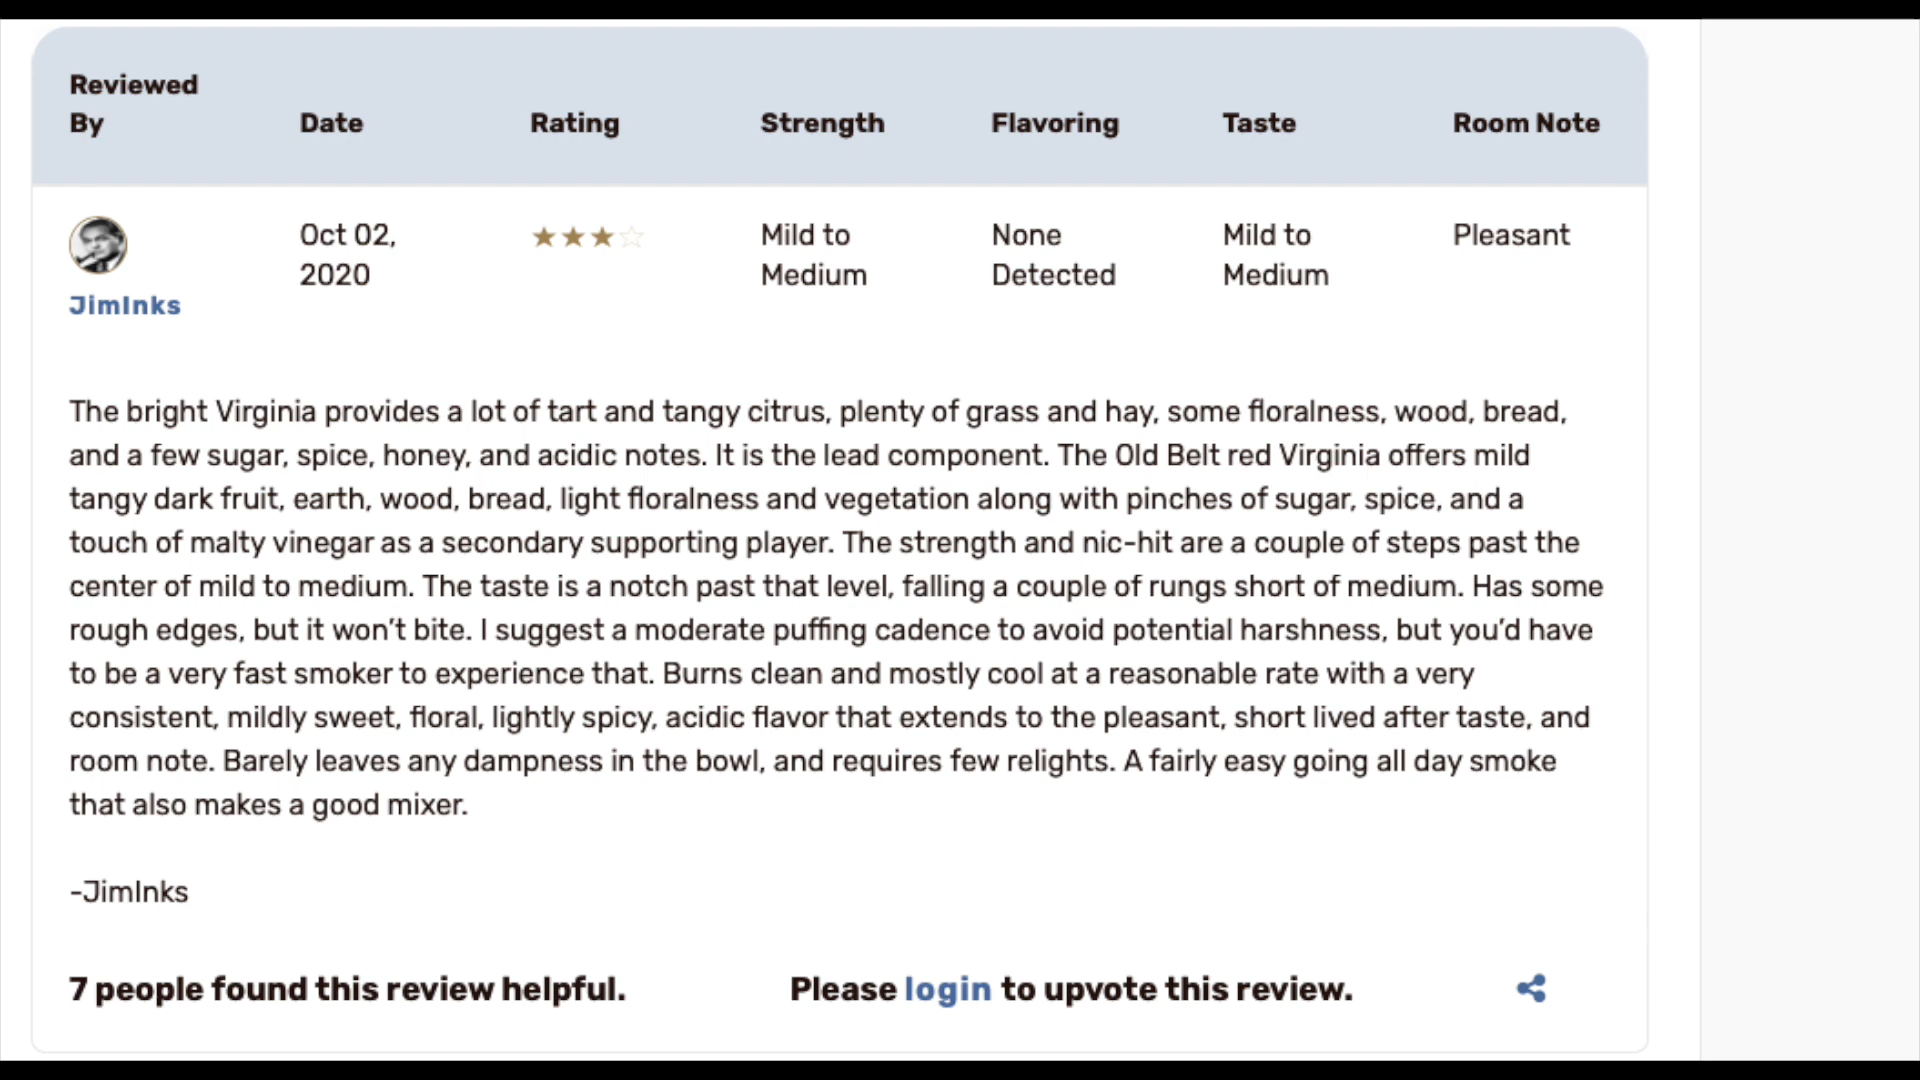 Reviewed
By
Date
Rating
Strength
Flavoring
Taste
Room Note
JimInks
Oct 02,
2020
Mild to
Medium
None
Detected
Mild to
Medium
Pleasant
The bright Virginia provides a lot of tart and tangy citrus, plenty of grass and hay, some floralness, wood, bread,
and a few sugar, spice, honey, and acidic notes. It is the lead component. The Old Belt red Virginia offers mild
tangy dark fruit, earth, wood, bread, light floralness and vegetation along with pinches of sugar, spice, and a
touch of malty vinegar as a secondary supporting player. The strength and nic-hit are a couple of steps past the
center of mild to medium. The taste is a notch past that level, falling a couple of rungs short of medium. Has some
rough edges, but it won’t bite. I suggest a moderate puffing cadence to avoid potential harshness, but you’d have
to be a very fast smoker to experience that. Burns clean and mostly cool at a reasonable rate with a very
consistent, mildly sweet, floral, lightly spicy, acidic flavor that extends to the pleasant, short lived after taste, and
room note. Barely leaves any dampness in the bowl, and requires few relights. A fairly easy going all day smoke
that also makes a good mixer.
-JimInks
7 people found this review helpful.
Please login to upvote this review.